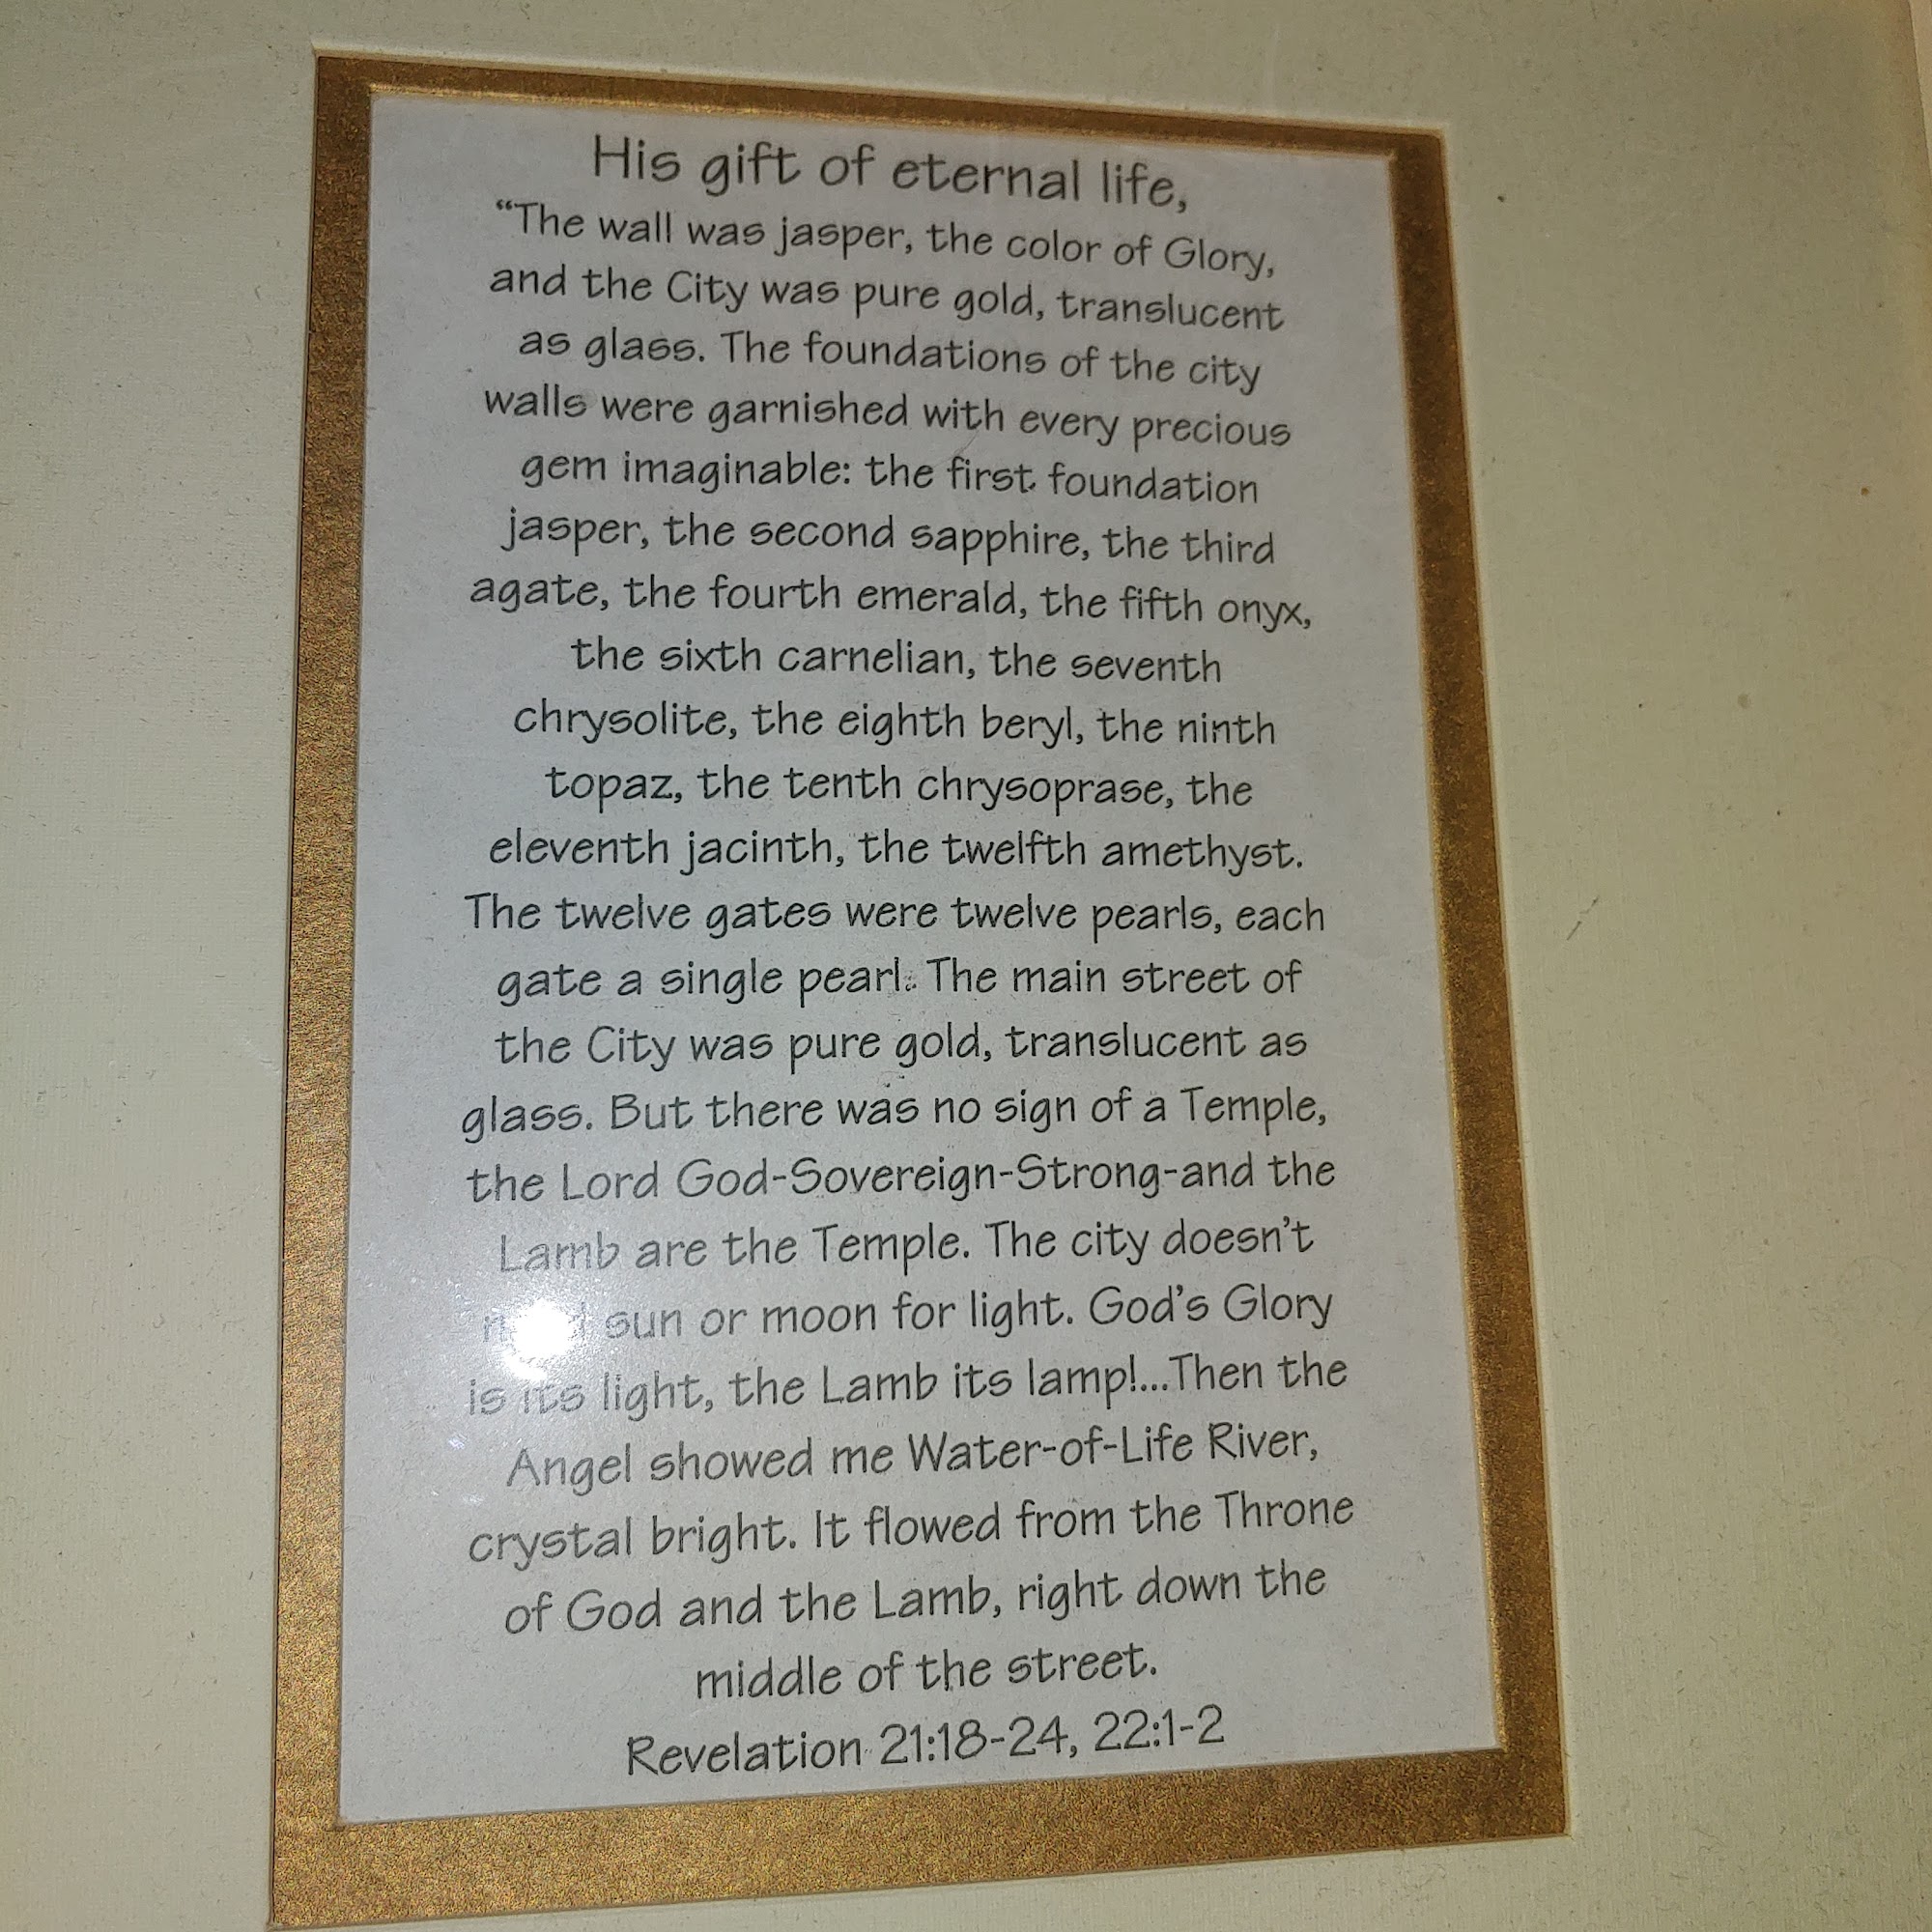 His gift of eternal life,
“The wall was jasper, the color of Glory,
and the City was pure gold, translucent
as glass. The foundations of the city
walls were garnished with every precious
gem imaginable: the first foundation
jasper, the second sapphire, the third
agate, the fourth emerald, the fifth onyx,
the sixth carnelian, the seventh
chrysolite, the eighth beryl, the ninth
topaz, the tenth chrysoprase, the
eleventh jacinth, the twelfth amethyst.
The twelve gates were twelve pearls, each
gate a single pearl. The main street of
the City was pure gold, translucent as
glass. But there was no sign of a Temple,
the Lord God-Sovereign-Strong-and the
Lamb are the Temple. The city doesn't
sun or moon for light. God's Glory
is its light, the Lamb its lamp!...Then the
Angel showed me Water-of-Life River,
crystal bright. It flowed from the Throne
of God and the Lamb, right down the
middle of the street.
Revelation 21:18-24, 22:1-2